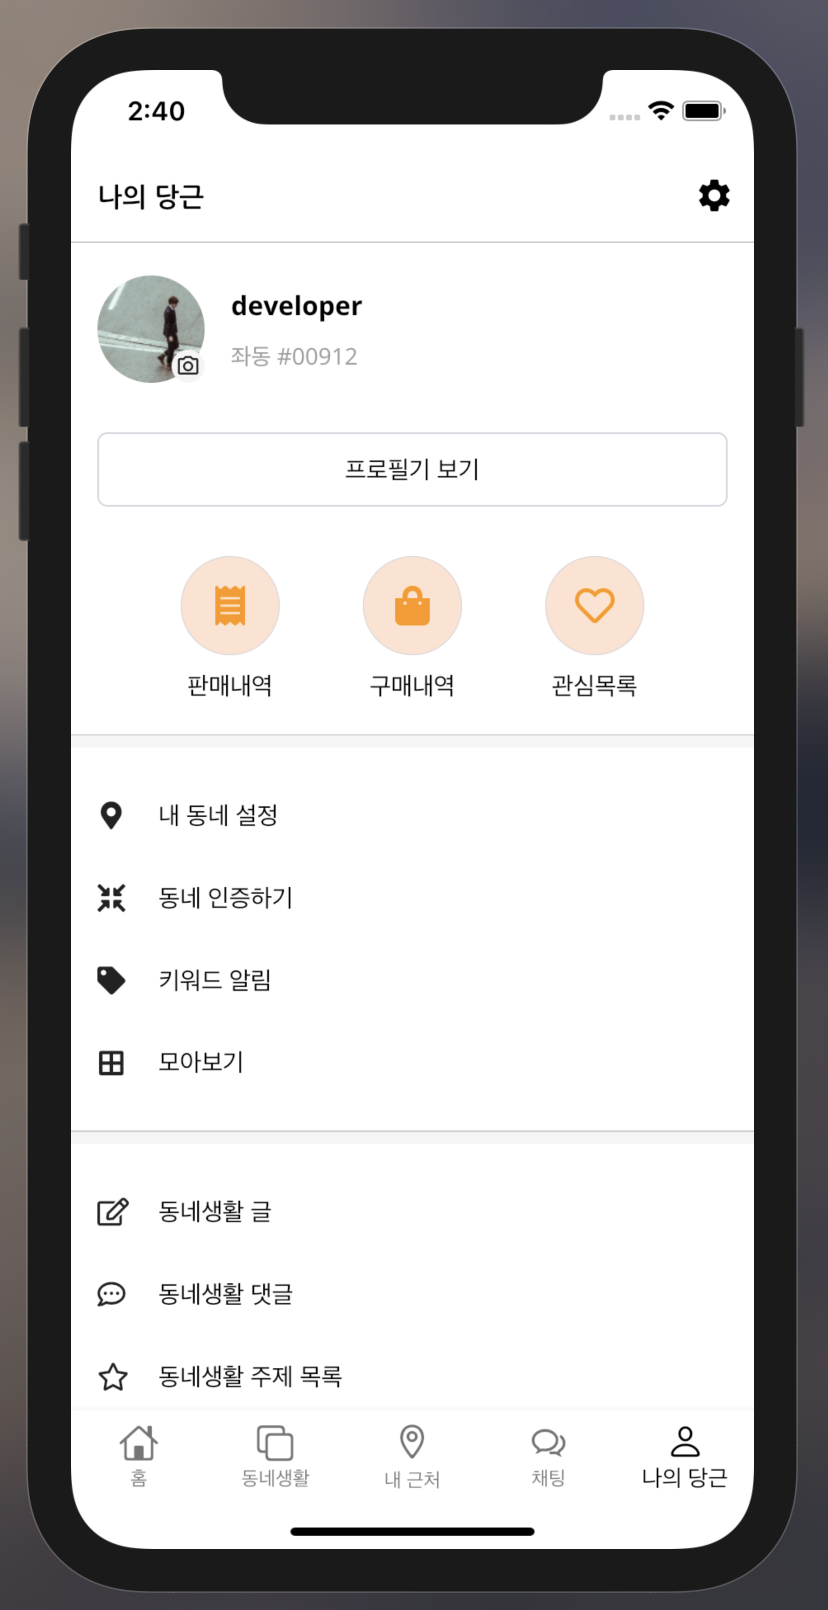 2:40
나의 당근
developer
좌동 #00912
프로필기 보기
판매내역 구매내역 관심목록
내 동네 설정
동네 인증하기
키워드 알림
모아보기
동네생활 글
동네생활 댓글
동네생활 주제 목록
홈 동네생활 내 근처 채팅 나의 당근